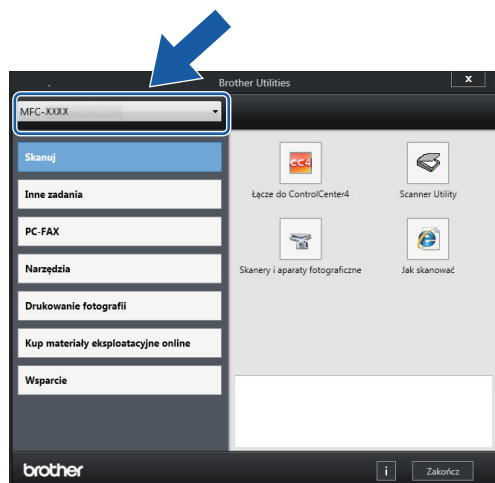 Brother Utilities
X
MFC-XXXX
Skanuj
Inne zadania
PC-FAX
Narzędzia
Drukowanie fotografii
Kup materiały eksploatacyjne online
Wsparcie
CC4
Łącze do ControlCenter4
Scanner Utility
Skanery i aparaty fotograficzne
Jak skanować
brother
i
Zakończ